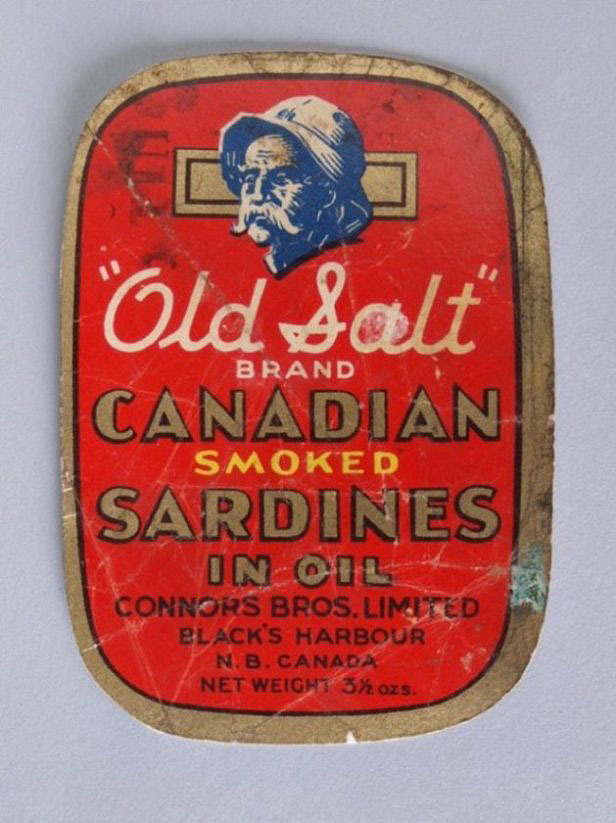 "Old Salt"
BRAND
CANADIAN
SMOKED
SARDINES
IN OIL
CONNORS BROS. LIMITED
BLACK'S HARBOUR
N.B. CANADA
NET WEIGHT 3½ ozs.